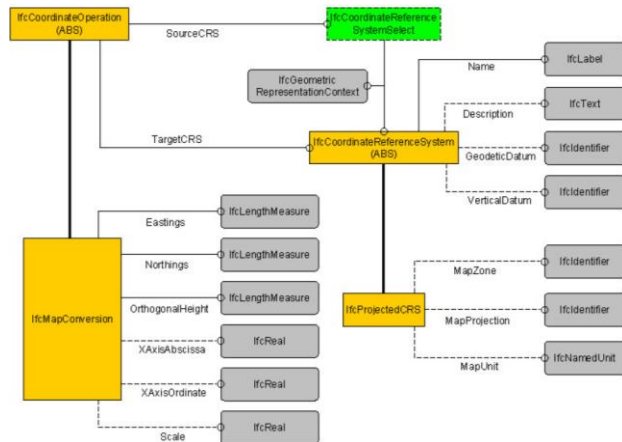 IfcCoordinateOperation
(ABS)
SourceCRS
IfcCoordinateReference
SystemSelect
IfcGeometric
RepresentationContext
Name
IfcLabel
Description
IfcText
TargetCRS
IfcCoordinateReferenceSystem
(ABS)
GeodeticDatum
IfcIdentifier
VerticalDatum
IfcIdentifier
Eastings
IfcLengthMeasure
Northings
IfcLengthMeasure
OrthogonalHeight
IfcLengthMeasure
IfcMapConversion
XAxisAbscissa
IfcReal
XAxisOrdinate
IfcReal
Scale
IfcReal
IfcProjectedCRS
MapZone
IfcIdentifier
MapProjection
IfcIdentifier
MapUnit
IfcNamedUnit